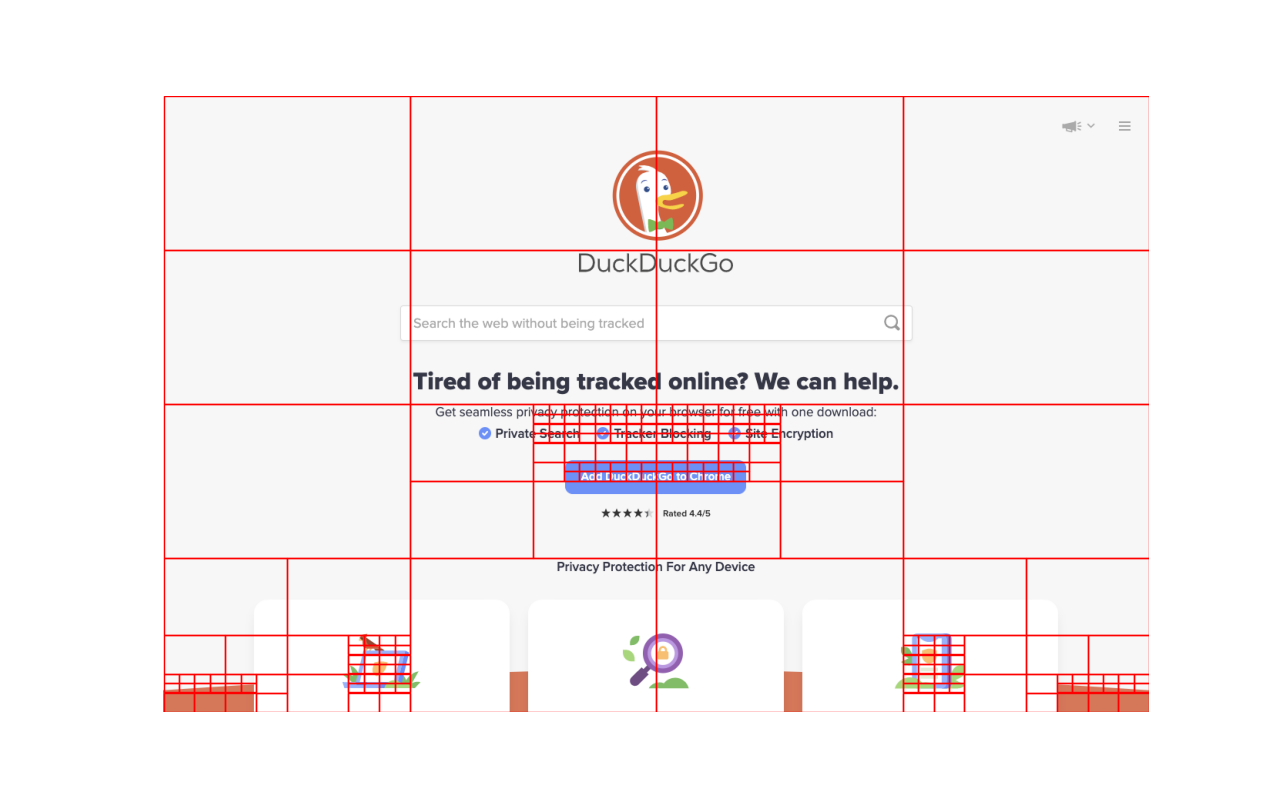 DuckDuckGo
Search the web without being tracked
Tired of being tracked online? We can help.
Get seamless privacy protection on your browser for free with one download:
Private Search Tracker Blocking Site Encryption
Add DuckDuckGo to Chrome
Rated 4.4/5
Privacy Protection For Any Device